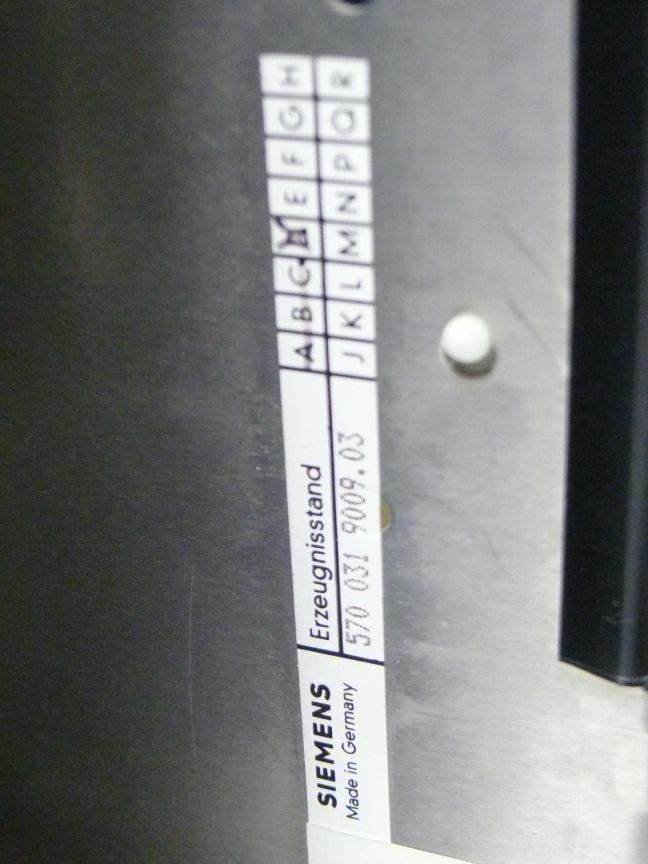 SIEMENS
Made in Germany
Erzeugnisstand
570 031 9009.03
A B C E F G H
J K L M N P Q R